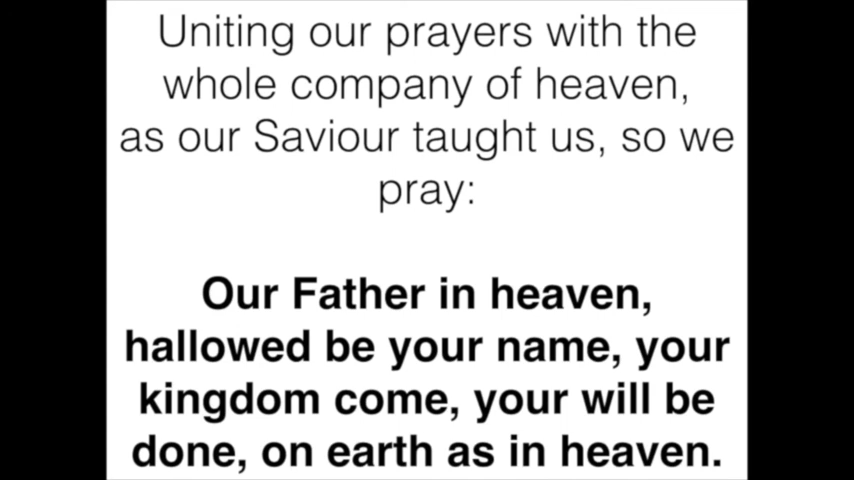 Uniting our prayers with the
whole company of heaven,
as our Saviour taught us, so we
pray:
Our Father in heaven,
hallowed be your name, your
kingdom come, your will be
done, on earth as in heaven.